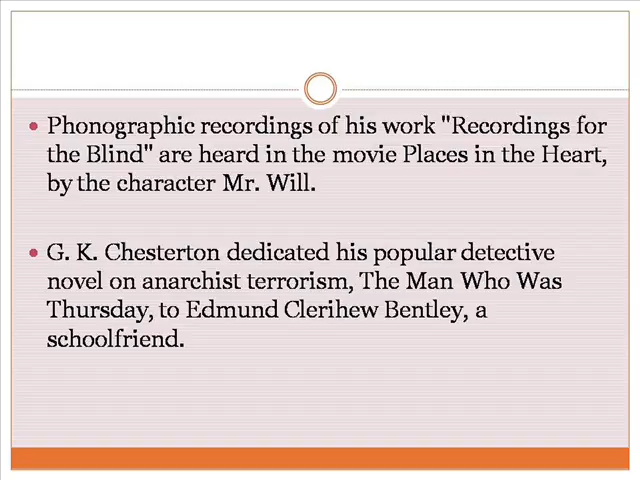 Phonographic recordings of his work "Recordings for
the Blind" are heard in the movie Places in the Heart,
by the character Mr. Will.
G. K. Chesterton dedicated his popular detective
novel on anarchist terrorism, The Man Who Was
Thursday, to Edmund Clerihew Bentley, a
schoolfriend.